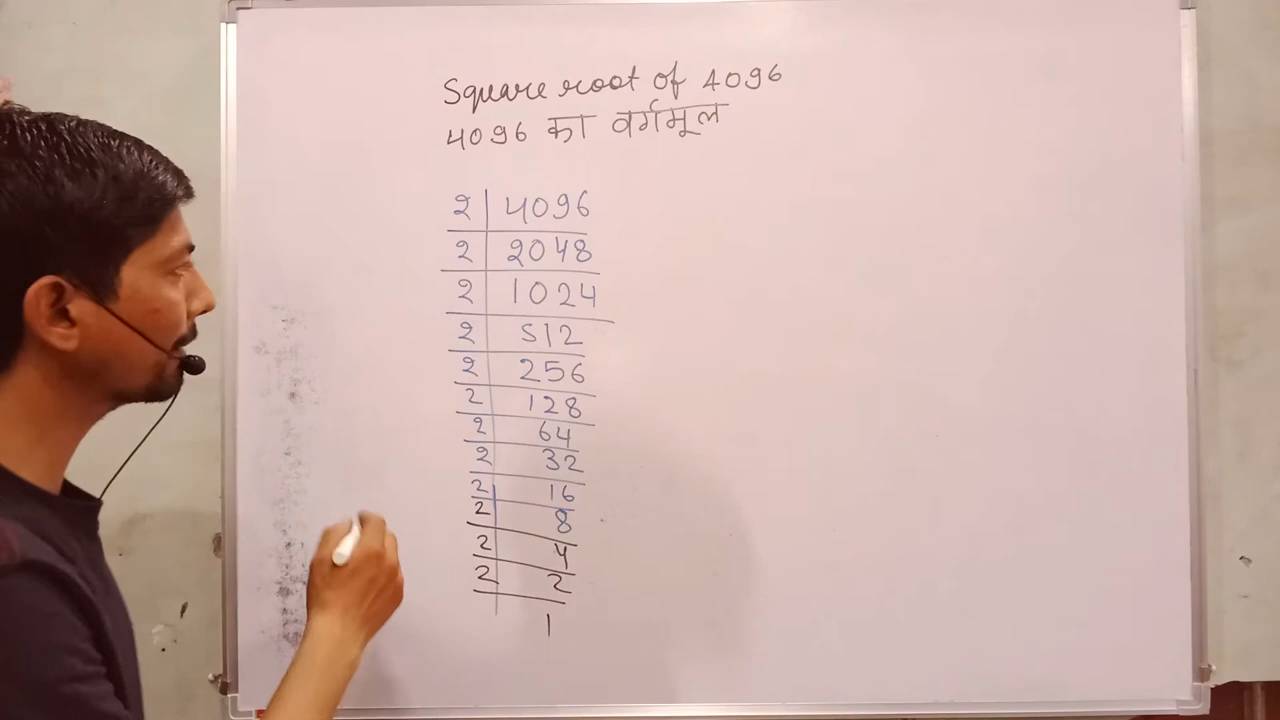 Square root of 4096
4096 का वर्गमूल
2 | 4096
2 | 2048
2 | 1024
2 | 512
2 | 256
2 | 128
2 | 64
2 | 32
2 | 16
2 | 8
2 | 4
2 | 2
1